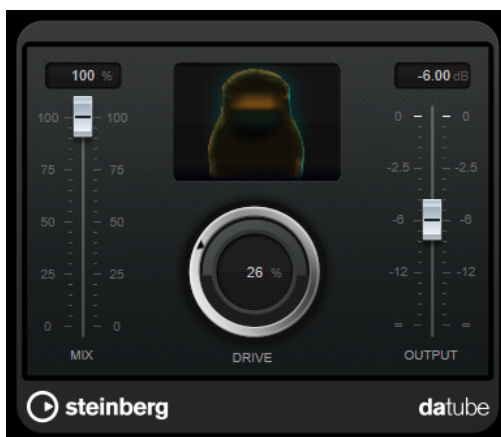 100 %
-6.00 dB
100 100
75 75
50 50
25 25
0 0
MIX
26 %
DRIVE
0 0
-2.5 -2.5
-6 -6
-12 -12
∞ ∞
OUTPUT
steinberg
datube